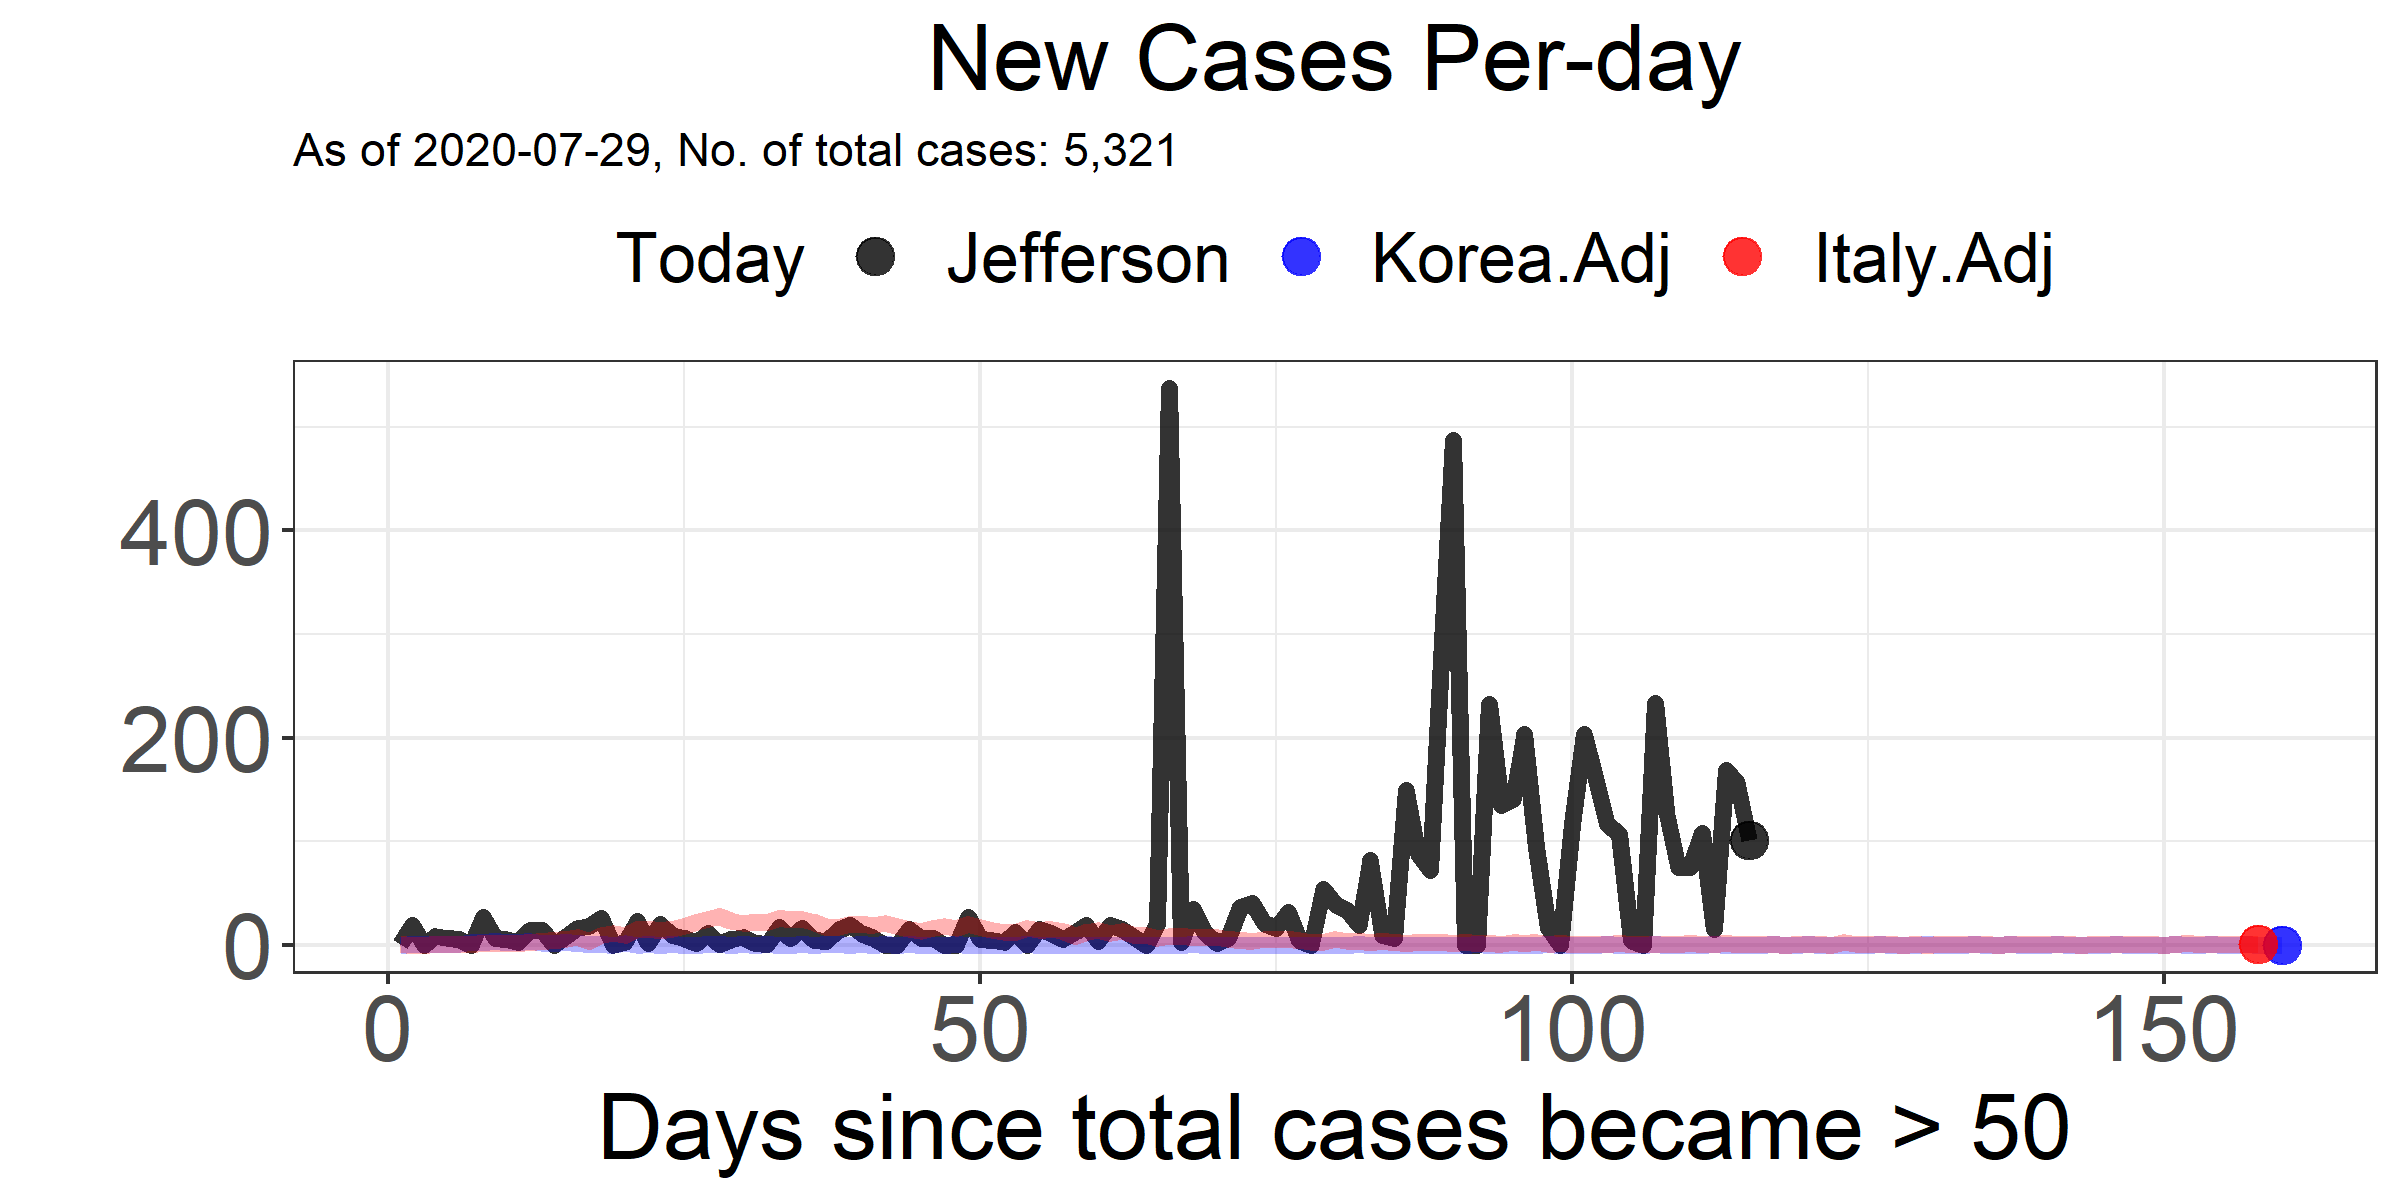 New Cases Per-day
As of 2020-07-29, No. of total cases: 5,321
Today Jefferson Korea.Adj Italy.Adj
400
200
0
0 50 100 150
Days since total cases became > 50